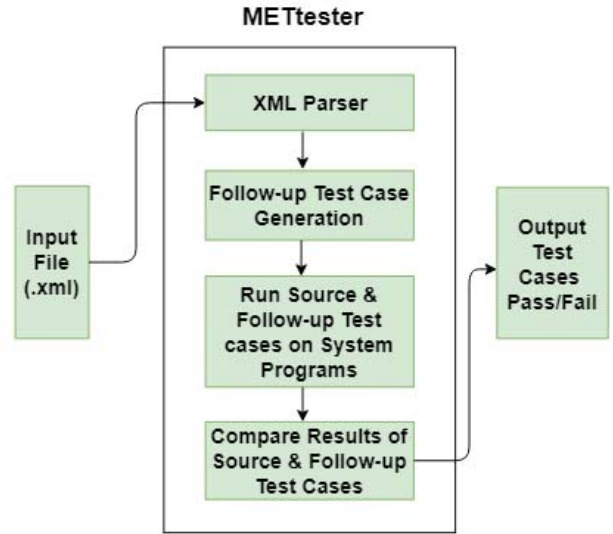 METtester
XML Parser
Follow-up Test Case
Generation
Input
File
(.xml)
Run Source &
Follow-up Test
cases on System
Programs
Compare Results of
Source & Follow-up
Test Cases
Output
Test
Cases
Pass/Fail